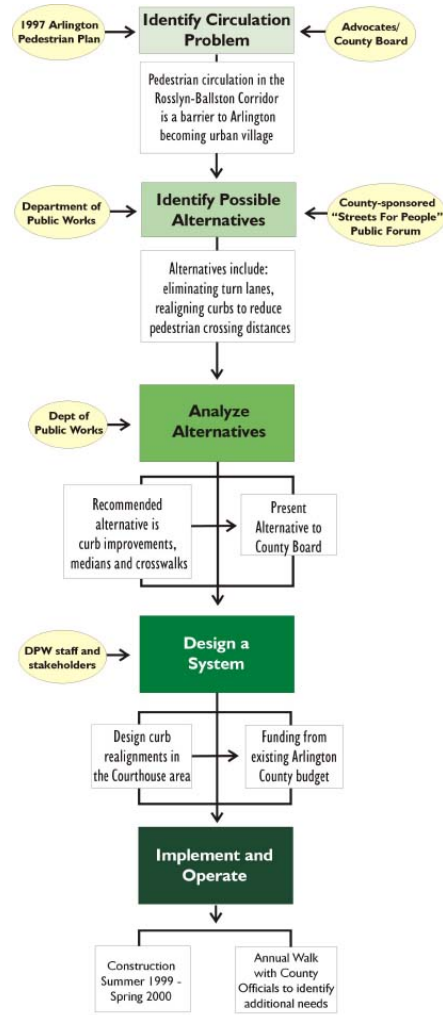 1997 Arlington
Pedestrian Plan
Identify Circulation
Problem
Advocates/
County Board
Pedestrian circulation in the
Rosslyn-Ballston Corridor
is a barrier to Arlington
becoming urban village
Department of
Public Works
Identify Possible
Alternatives
County-sponsored
“Streets For People”
Public Forum
Alternatives include:
eliminating turn lanes,
realigning curbs to reduce
pedestrian crossing distances
Dept of
Public Works
Analyze
Alternatives
Recommended
alternative is
curb improvements,
medians and crosswalks
Present
Alternative to
County Board
DPW staff and
stakeholders
Design a
System
Design curb
realignments in
the Courthouse area
Funding from
existing Arlington
County budget
Implement and
Operate
Construction
Summer 1999 -
Spring 2000
Annual Walk
with County
Officials to identify
additional needs